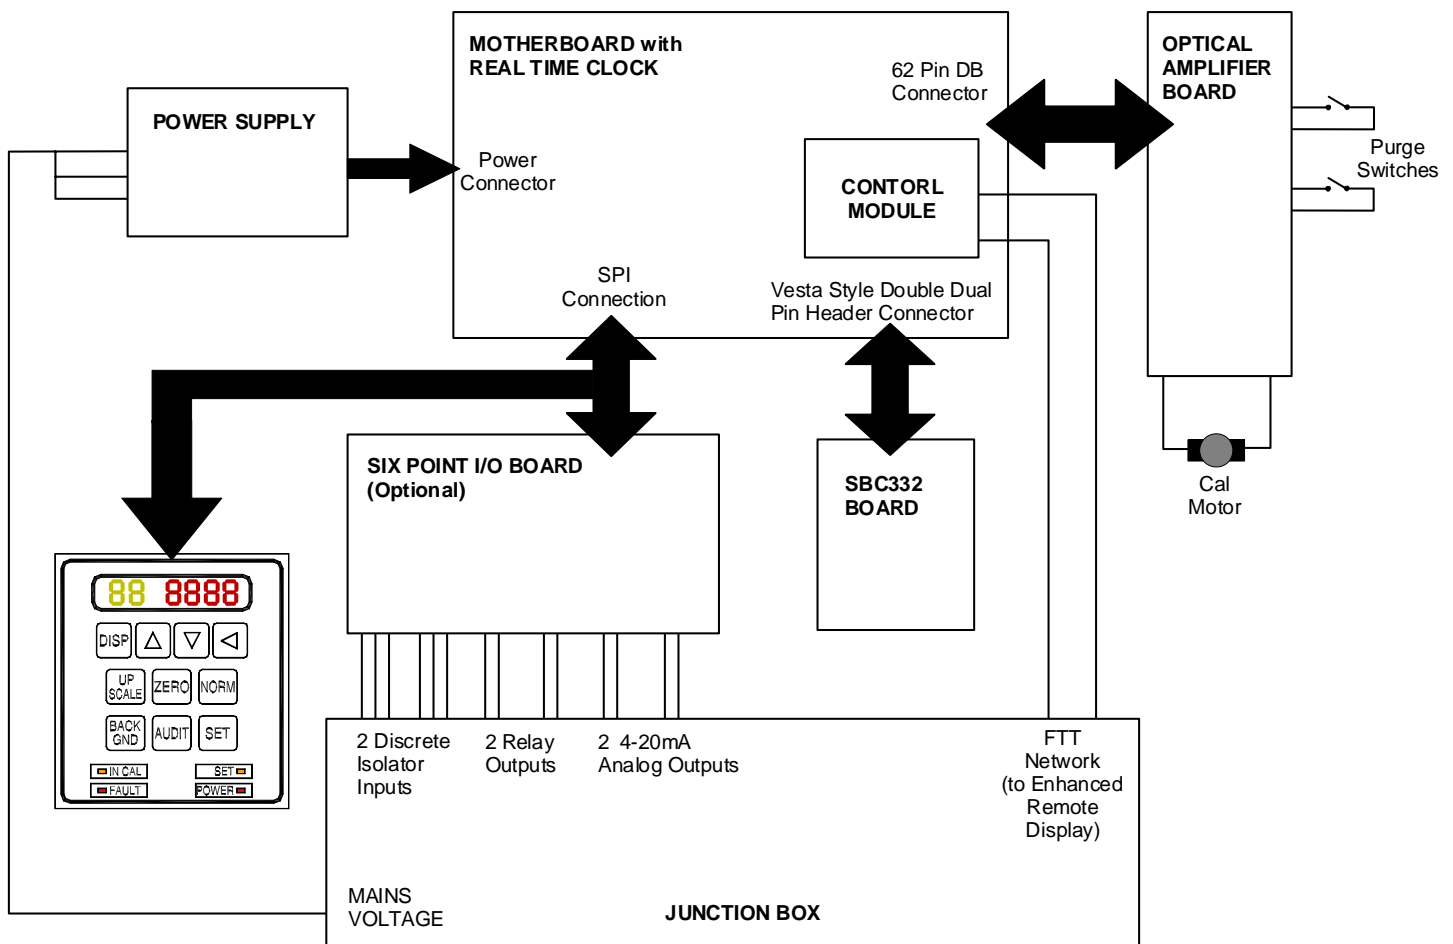 MOTHERBOARD with
REAL TIME CLOCK
62 Pin DB
Connector
OPTICAL
AMPLIFIER
BOARD
POWER SUPPLY
Power
Connector
CONTORL
MODULE
Purge
Switches
SPI
Connection
Vesta Style Double Dual
Pin Header Connector
SIX POINT I/O BOARD
(Optional)
SBC332
BOARD
Cal
Motor
88 8888
DISP
UP
SCALE
ZERO
NORM
BACK
GND
AUDIT
SET
IN CAL
SET
FAULT
POWER
2 Discrete
Isolator
Inputs
2 Relay
Outputs
2 4-20mA
Analog Outputs
FTT
Network
(to Enhanced
Remote
Display)
MAINS
VOLTAGE
JUNCTION BOX